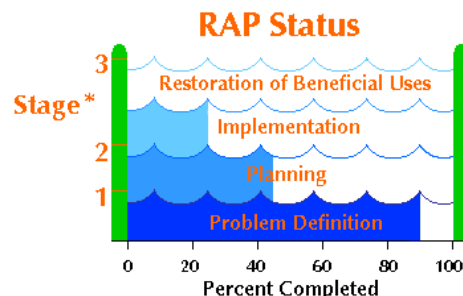 RAP Status
3
Restoration of Beneficial Uses
Stage*
Implementation
2
Planning
1
Problem Definition
0 20 40 60 80 100
Percent Completed